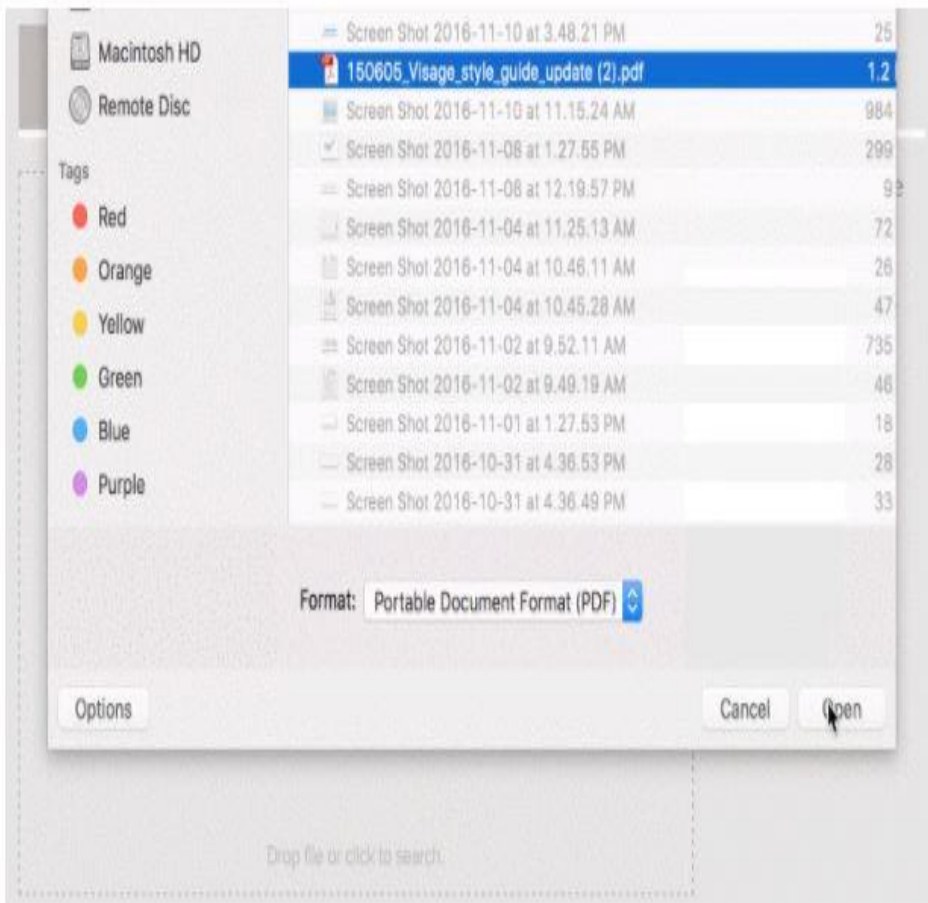 Macintosh HD
Remote Disc
Tags
Red
Orange
Yellow
Green
Blue
Purple
Screen Shot 2016-11-10 at 3.48.21 PM 25
150605_Visage_style_guide_update (2).pdf 1.2
Screen Shot 2016-11-10 at 11.15.24 AM 984
Screen Shot 2016-11-08 at 1.27.55 PM 299
Screen Shot 2016-11-08 at 12.19.57 PM 9
Screen Shot 2016-11-04 at 11.25.13 AM 72
Screen Shot 2016-11-04 at 10.46.11 AM 26
Screen Shot 2016-11-04 at 10.45.28 AM 47
Screen Shot 2016-11-02 at 9.52.11 AM 735
Screen Shot 2016-11-02 at 9.49.19 AM 46
Screen Shot 2016-11-01 at 1.27.53 PM 18
Screen Shot 2016-10-31 at 4.36.53 PM 28
Screen Shot 2016-10-31 at 4.36.49 PM 33
Format: Portable Document Format (PDF)
Options Cancel Open
Drop file or click to search.